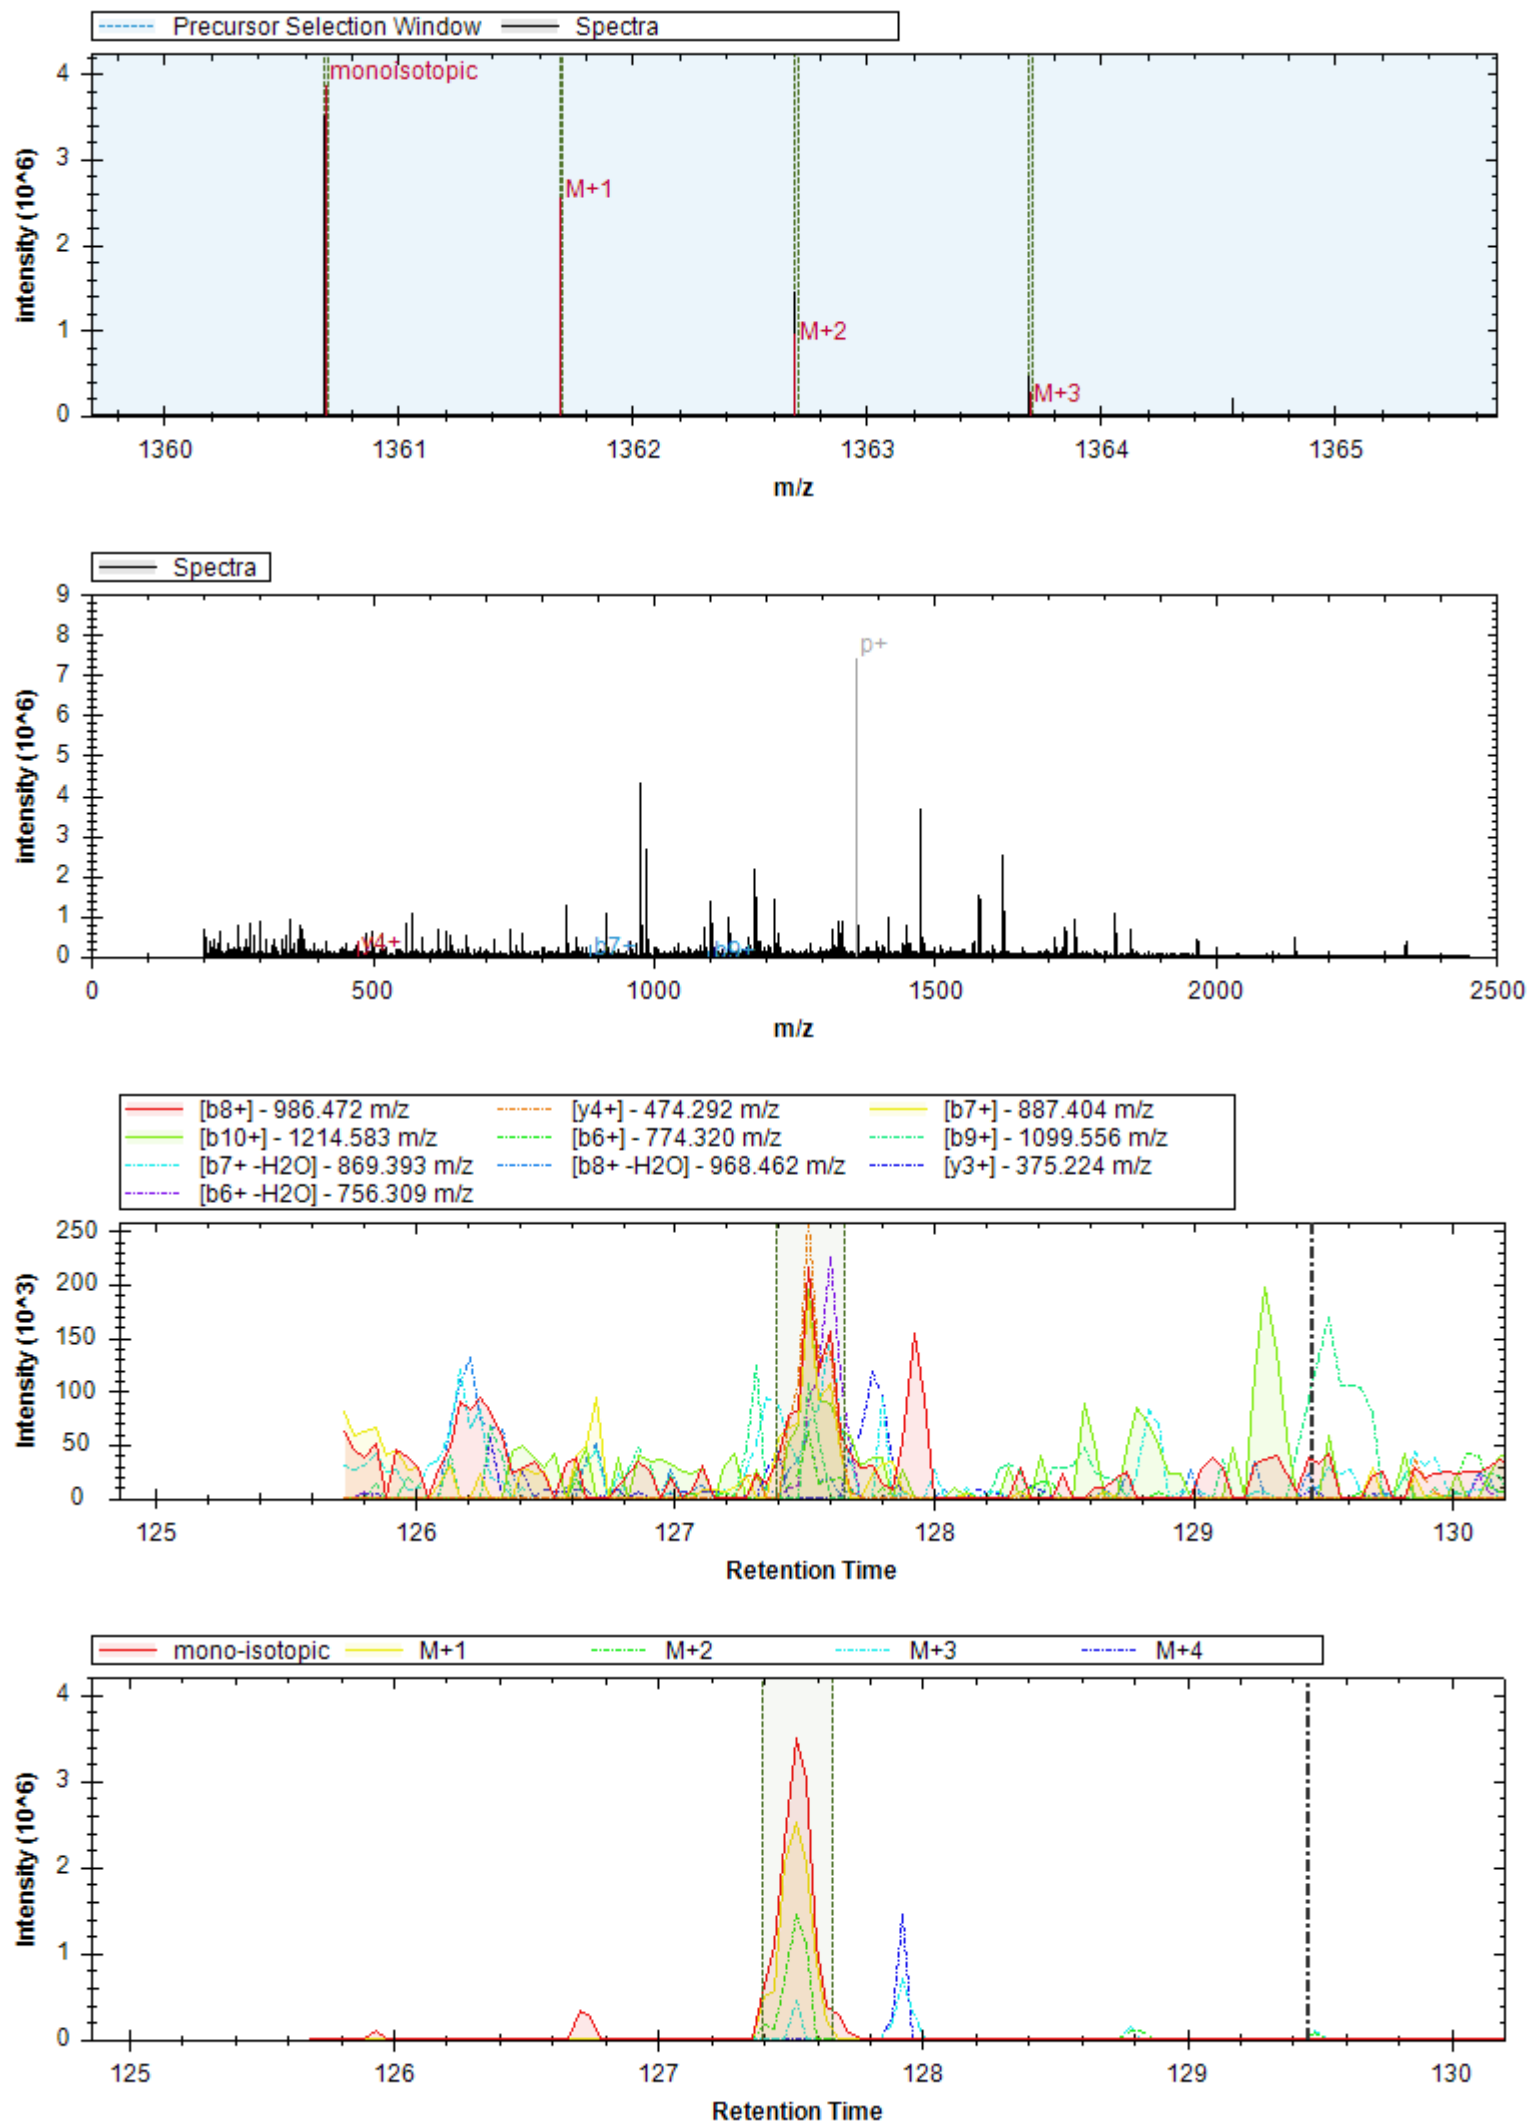 Precursor Selection Window Spectra
monoisotopic
M+1
M+2
M+3
intensity (10^6)
4
3
2
1
0
1360 1361 1362 1363 1364 1365
m/z
Spectra
p+
y4+
b7+
b9+
intensity (10^6)
9
8
7
6
5
4
3
2
1
0
0 500 1000 1500 2000 2500
m/z
[b8+] - 986.472 m/z [y4+] - 474.292 m/z [b7+] - 887.404 m/z
[b10+] - 1214.583 m/z [b6+] - 774.320 m/z [b9+] - 1099.556 m/z
[b7+ -H2O] - 869.393 m/z [b8+ -H2O] - 968.462 m/z [y3+] - 375.224 m/z
[b6+ -H2O] - 756.309 m/z
Intensity (10^3)
250
200
150
100
50
0
125 126 127 128 129 130
Retention Time
mono-isotopic M+1 M+2 M+3 M+4
Intensity (10^6)
4
3
2
1
0
125 126 127 128 129 130
Retention Time